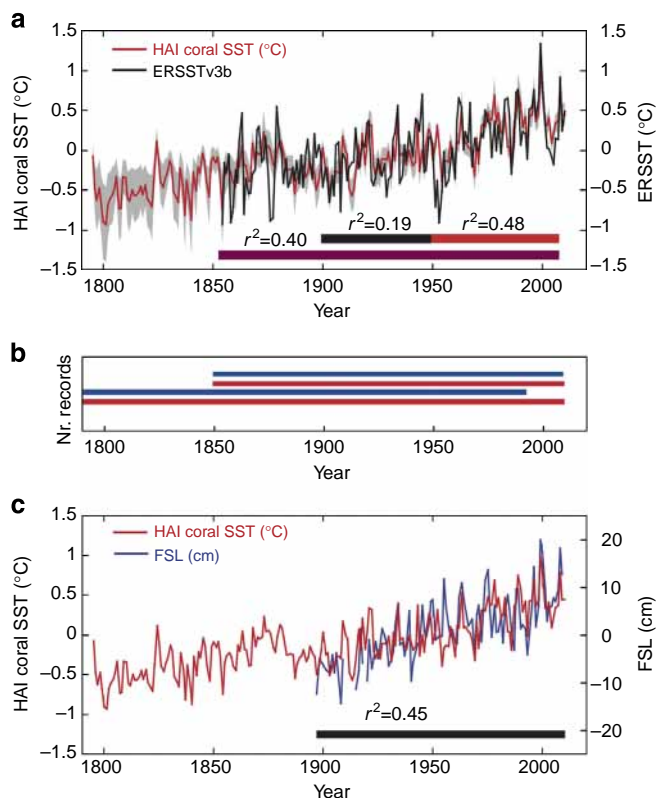 a
HAI coral SST (°C)
ERSSTv3b
HAI coral SST (°C)
ERSST (°C)
1.5
1
0.5
0
−0.5
−1
−1.5
1.5
1
0.5
0
−0.5
−1
−1.5
r²=0.40
r²=0.19
r²=0.48
1800 1850 1900 1950 2000
Year
b
Nr. records
1800 1850 1900 1950 2000
Year
c
HAI coral SST (°C)
FSL (cm)
HAI coral SST (°C)
FSL (cm)
1.5
1
0.5
0
−0.5
−1
−1.5
20
10
0
−10
−20
r²=0.45
1800 1850 1900 1950 2000
Year